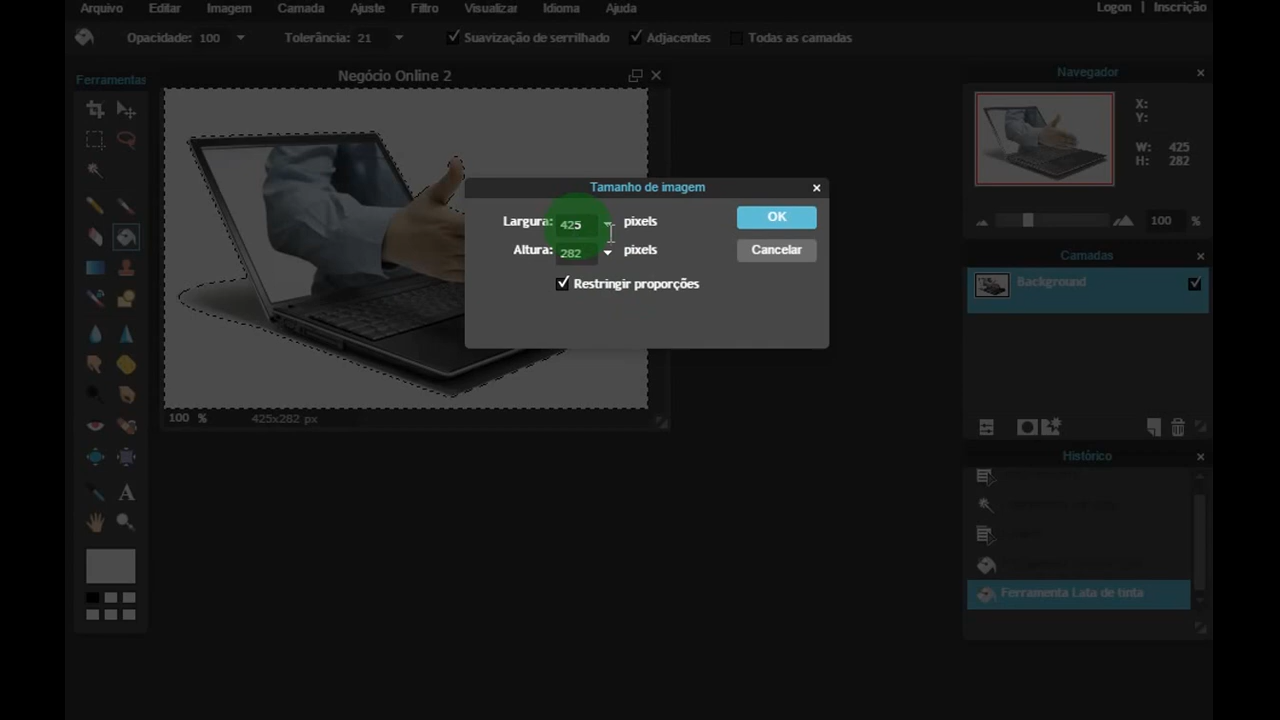 Arquivo Editar Imagem Camada Ajuste Filtro Visualizar Idioma Ajuda Logon | Inscrição
Opacidade: 100 Tolerância: 21 Suavização de serrilhado Adjacentes Todas as camadas
Ferramentas
Negócio Online 2
100 % 425x282 px
Tamanho de imagem
Largura: 425 pixels
OK
Altura: 282 pixels
Cancelar
Restringir proporções
Navegador
X:
Y:
W: 425
H: 282
100 %
Camadas
Background
Histórico
Ferramenta Lata de tinta
A